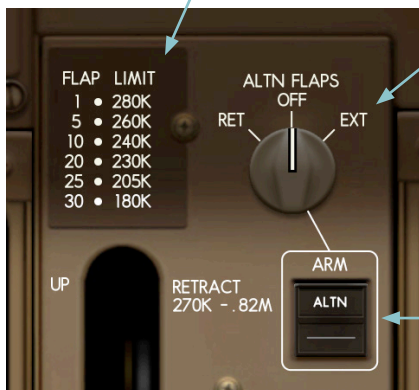 FLAP LIMIT
1 • 280K
5 • 260K
10 • 240K
20 • 230K
25 • 205K
30 • 180K
ALTN FLAPS
OFF
RET
EXT
ARM
ALTN
UP
RETRACT
270K - .82M